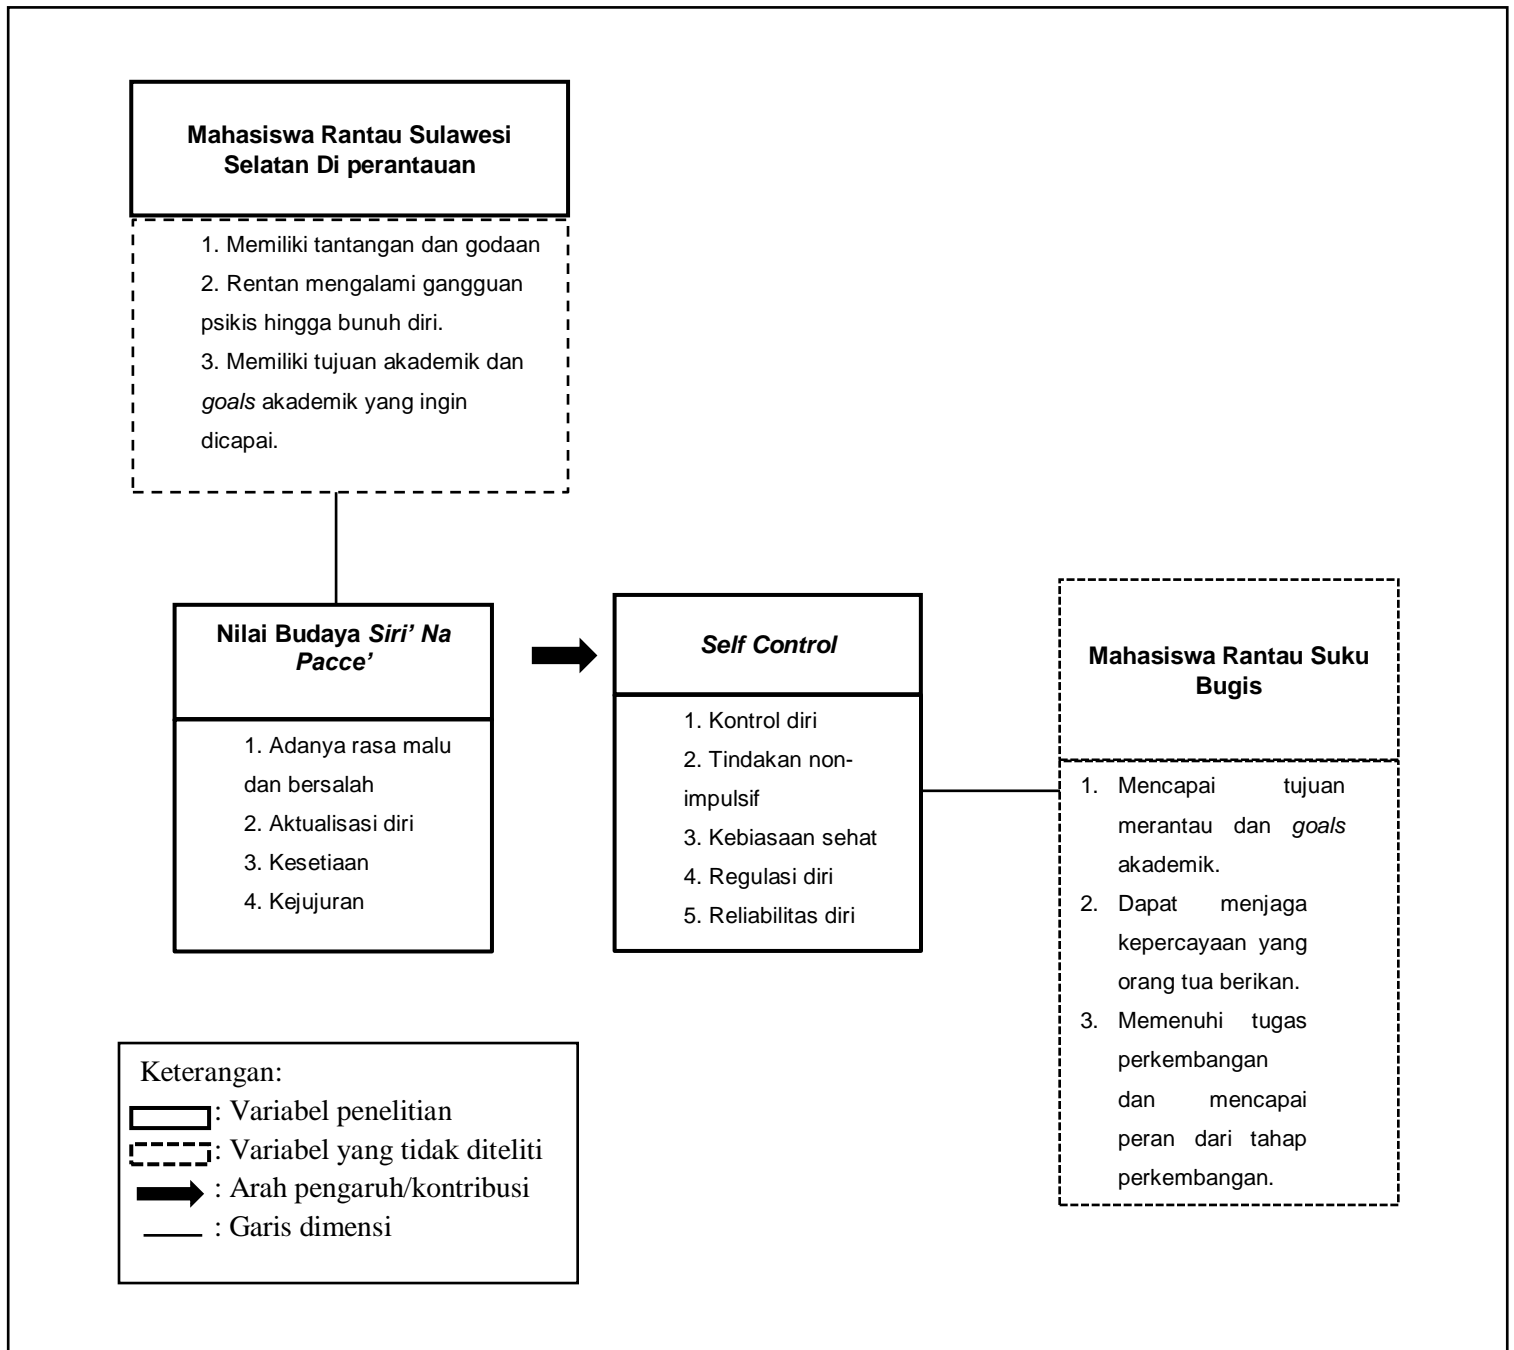 Mahasiswa Rantau Sulawesi
Selatan Di perantauan
1. Memiliki tantangan dan godaan
2. Rentan mengalami gangguan
psikis hingga bunuh diri.
3. Memiliki tujuan akademik dan
goals akademik yang ingin
dicapai.
Nilai Budaya Siri’ Na
Pacce’
1. Adanya rasa malu
dan bersalah
2. Aktualisasi diri
3. Kesetiaan
4. Kejujuran
Self Control
1. Kontrol diri
2. Tindakan non-
impulsif
3. Kebiasaan sehat
4. Regulasi diri
5. Reliabilitas diri
Mahasiswa Rantau Suku
Bugis
1. Mencapai tujuan
merantau dan goals
akademik.
2. Dapat menjaga
kepercayaan yang
orang tua berikan.
3. Memenuhi tugas
perkembangan
dan mencapai
peran dari tahap
perkembangan.
Keterangan:
: Variabel penelitian
: Variabel yang tidak diteliti
: Arah pengaruh/kontribusi
: Garis dimensi